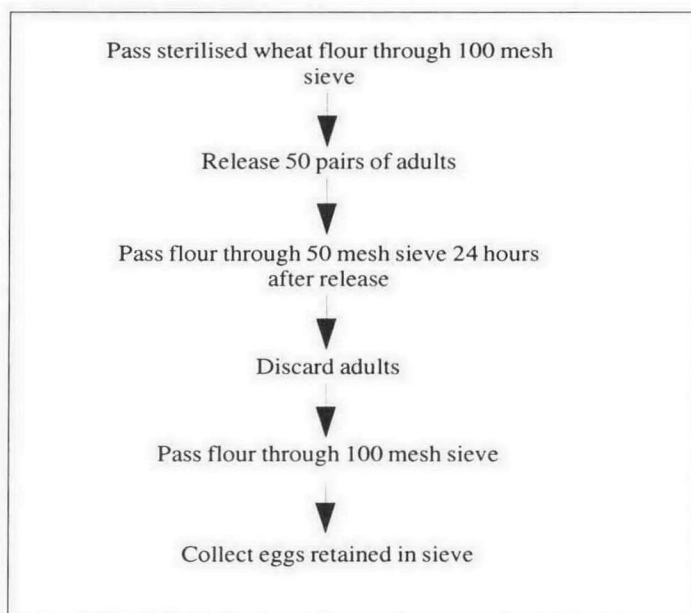 Pass sterilised wheat flour through 100 mesh
sieve
Release 50 pairs of adults
Pass flour through 50 mesh sieve 24 hours
after release
Discard adults
Pass flour through 100 mesh sieve
Collect eggs retained in sieve